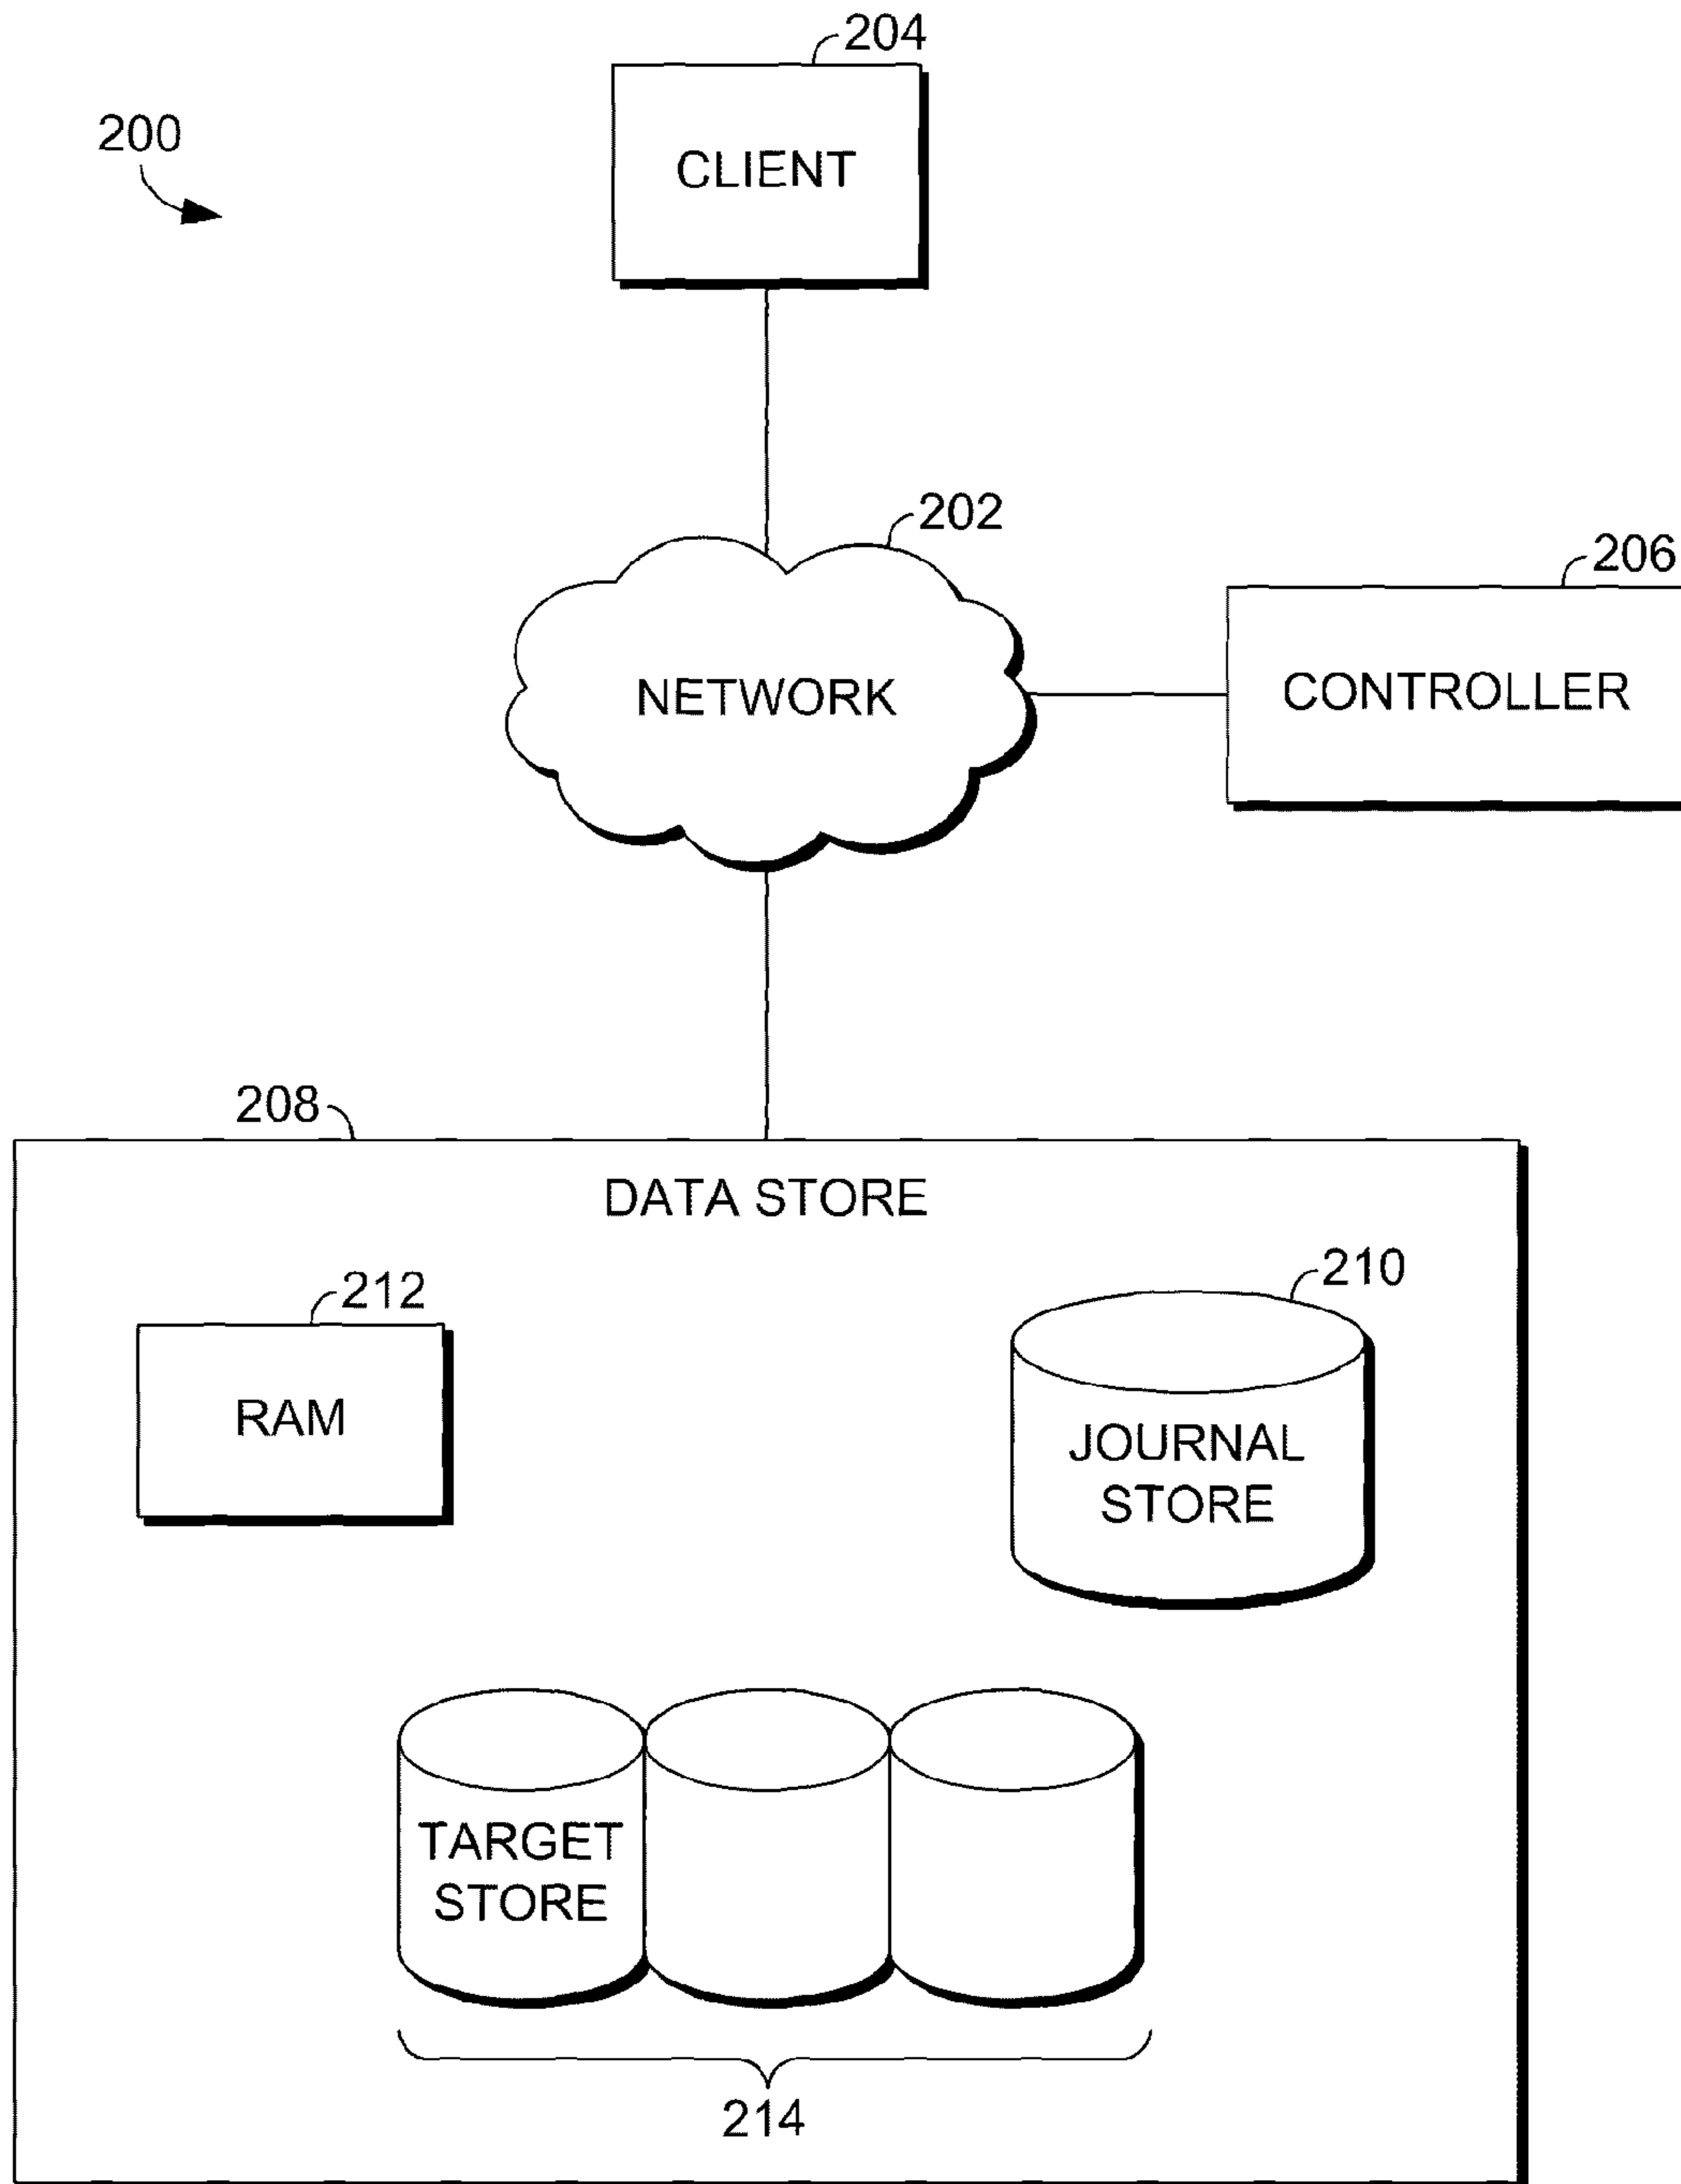 204
200
CLIENT
202
206
NETWORK
CONTROLLER
208
DATA STORE
210
212
RAM
JOURNAL
STORE
TARGET
STORE
214